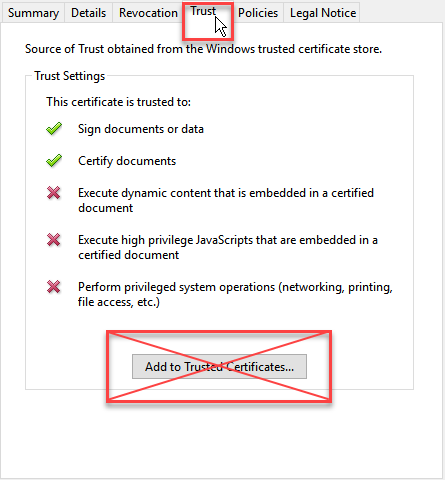 Summary Details Revocation Trust Policies Legal Notice
Source of Trust obtained from the Windows trusted certificate store.
Trust Settings
This certificate is trusted to:
Sign documents or data
Certify documents
Execute dynamic content that is embedded in a certified
document
Execute high privilege JavaScripts that are embedded in a
certified document
Perform privileged system operations (networking, printing,
file access, etc.)
Add to Trusted Certificates...